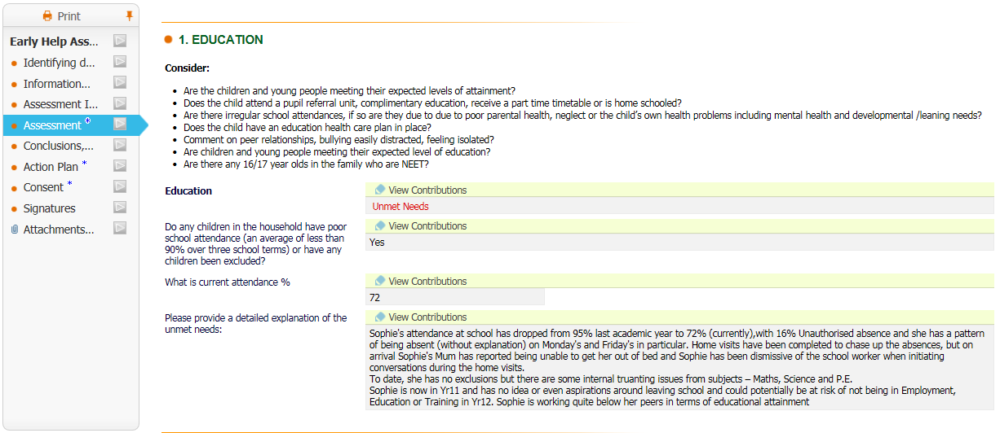 Print
Early Help Ass...
Identifying d...
Information...
Assessment I...
Assessment *
Conclusions,...
Action Plan *
Consent *
Signatures
Attachments...
1. EDUCATION
Consider:
Are the children and young people meeting their expected levels of attainment?
Does the child attend a pupil referral unit, complimentary education, receive a part time timetable or is home schooled?
Are there irregular school attendances, if so are they due to due to poor parental health, neglect or the child's own health problems including mental health and developmental /leaning needs?
Does the child have an education health care plan in place?
Comment on peer relationships, bullying easily distracted, feeling isolated?
Are children and young people meeting their expected level of education?
Are there any 16/17 year olds in the family who are NEET?
Education
View Contributions
Unmet Needs
Do any children in the household have poor
school attendance (an average of less than
90% over three school terms) or have any
children been excluded?
View Contributions
Yes
What is current attendance %
View Contributions
72
Please provide a detailed explanation of the
unmet needs:
View Contributions
Sophie's attendance at school has dropped from 95% last academic year to 72% (currently),with 16% Unauthorised absence and she has a pattern
of being absent (without explanation) on Monday's and Friday's in particular. Home visits have been completed to chase up the absences, but on
arrival Sophie's Mum has reported being unable to get her out of bed and Sophie has been dismissive of the school worker when initiating
conversations during the home visits.
To date, she has no exclusions but there are some internal truanting issues from subjects – Maths, Science and P.E.
Sophie is now in Yr11 and has no idea or even aspirations around leaving school and could potentially be at risk of not being in Employment,
Education or Training in Yr12. Sophie is working quite below her peers in terms of educational attainment